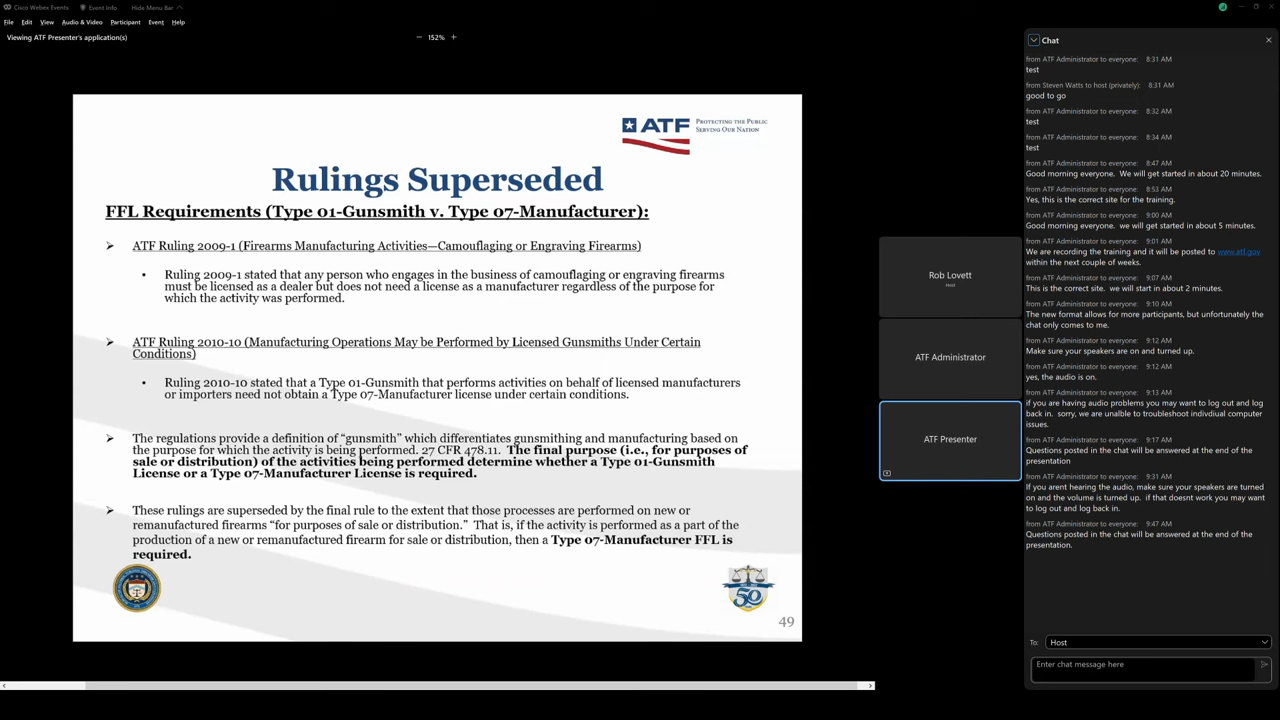 Cisco Webex Events
Event Info
Hide Menu Bar
File Edit View Audio & Video Participant Event Help
Viewing ATF Presenter's application(s)
152%
ATF
PROTECTING THE PUBLIC
SERVING OUR NATION
Rulings Superseded
FFL Requirements (Type 01-Gunsmith v. Type 07-Manufacturer):
ATF Ruling 2009-1 (Firearms Manufacturing Activities—Camouflaging or Engraving Firearms)
• Ruling 2009-1 stated that any person who engages in the business of camouflaging or engraving firearms
must be licensed as a dealer but does not need a license as a manufacturer regardless of the purpose for
which the activity was performed.
ATF Ruling 2010-10 (Manufacturing Operations May be Performed by Licensed Gunsmiths Under Certain
Conditions)
• Ruling 2010-10 stated that a Type 01-Gunsmith that performs activities on behalf of licensed manufacturers
or importers need not obtain a Type 07-Manufacturer license under certain conditions.
The regulations provide a definition of “gunsmith” which differentiates gunsmithing and manufacturing based on
the purpose for which the activity is being performed. 27 CFR 478.11. The final purpose (i.e., for purposes of
sale or distribution) of the activities being performed determine whether a Type 01-Gunsmith
License or a Type 07-Manufacturer License is required.
These rulings are superseded by the final rule to the extent that those processes are performed on new or
remanufactured firearms “for purposes of sale or distribution.” That is, if the activity is performed as a part of the
production of a new or remanufactured firearm for sale or distribution, then a Type 07-Manufacturer FFL is
required.
50
49
Rob Lovett
Host
ATF Administrator
ATF Presenter
Chat
from ATF Administrator to everyone: 8:31 AM
test
from Steven Watts to host (privately): 8:31 AM
good to go
from ATF Administrator to everyone: 8:32 AM
test
from ATF Administrator to everyone: 8:34 AM
test
from ATF Administrator to everyone: 8:47 AM
Good morning everyone. We will get started in about 20 minutes.
from ATF Administrator to everyone: 8:53 AM
Yes, this is the correct site for the training.
from ATF Administrator to everyone: 9:00 AM
Good morning everyone. we will get started in about 5 minutes.
from ATF Administrator to everyone: 9:01 AM
We are recording the training and it will be posted to www.atf.gov
within the next couple of weeks.
from ATF Administrator to everyone: 9:07 AM
This is the correct site. we will start in about 2 minutes.
from ATF Administrator to everyone: 9:10 AM
The new format allows for more participants, but unfortunately the
chat only comes to me.
from ATF Administrator to everyone: 9:12 AM
Make sure your speakers are on and turned up.
from ATF Administrator to everyone: 9:12 AM
yes, the audio is on.
from ATF Administrator to everyone: 9:13 AM
if you are having audio problems you may want to log out and log
back in. sorry, we are unalble to troubleshoot indivdiual computer
issues.
from ATF Administrator to everyone: 9:17 AM
Questions posted in the chat will be answered at the end of the
presentation
from ATF Administrator to everyone: 9:31 AM
If you arent hearing the audio, make sure your speakers are turned
on and the volume is turned up. if that doesnt work you may want
to log out and log back in.
from ATF Administrator to everyone: 9:47 AM
Questions posted in the chat will be answered at the end of the
presentation.
To: Host
Enter chat message here